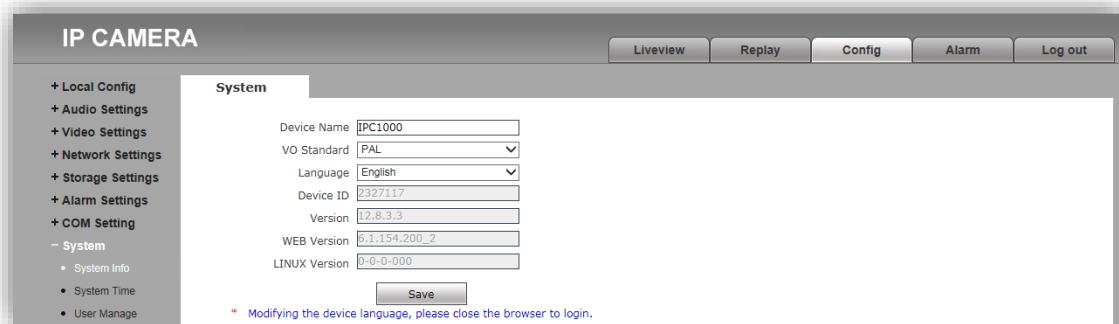 IP CAMERA
Liveview Replay Config Alarm Log out
+ Local Config
+ Audio Settings
+ Video Settings
+ Network Settings
+ Storage Settings
+ Alarm Settings
+ COM Setting
− System
• System Info
• System Time
• User Manage
System
Device Name IPC1000
VO Standard PAL
Language English
Device ID 2327117
Version 12.8.3.3
WEB Version 6.1.154.200_2
LINUX Version 0-0-0-000
Save
* Modifying the device language, please close the browser to login.